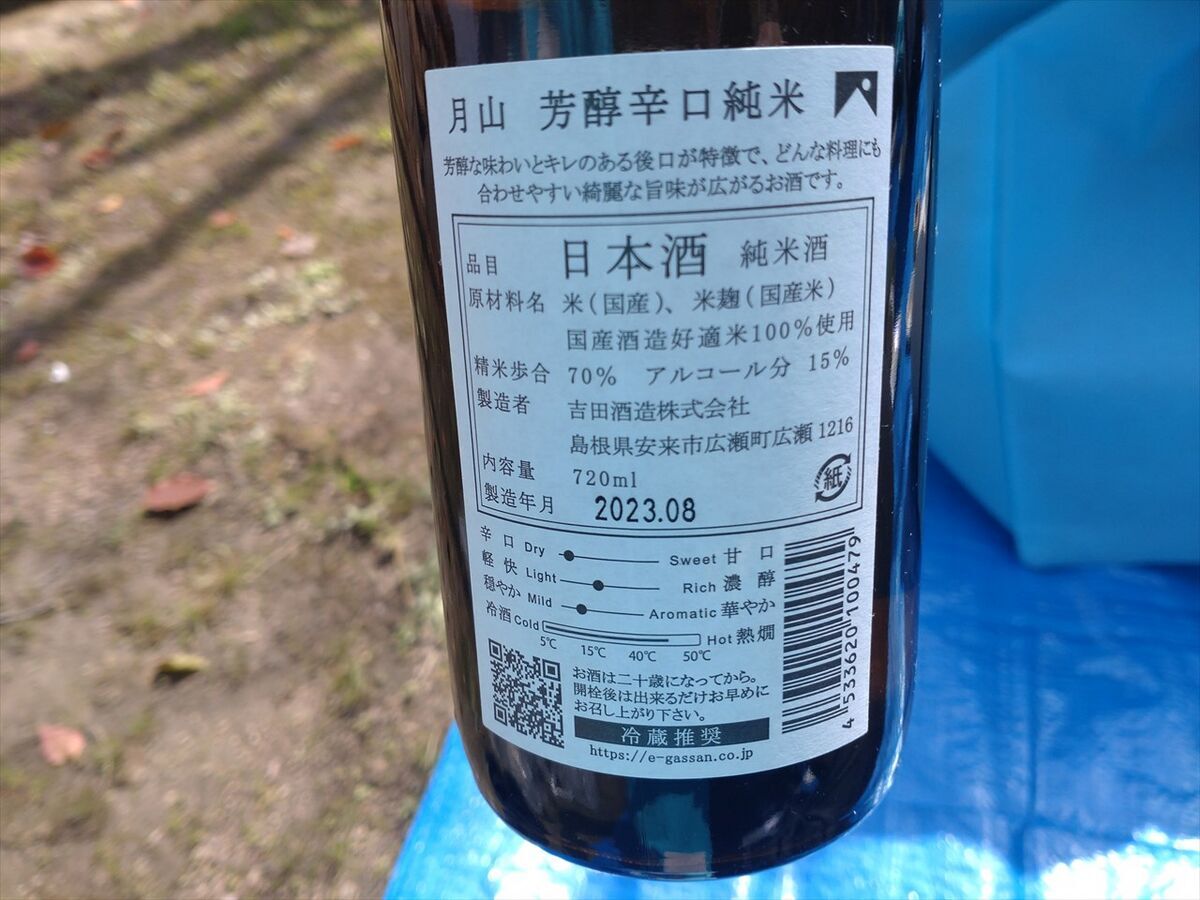 月山 芳醇辛口純米
芳醇な味わいとキレのある後口が特徴で、どんな料理にも
合わせやすい綺麗な旨味が広がるお酒です。
品目 日本酒 純米酒
原材料名 米(国産)、米麹(国産米)
国産酒造好適米100%使用
精米歩合 70% アルコール分 15%
製造者 吉田酒造株式会社
島根県安来市広瀬町広瀬1216
内容量 720ml
紙
製造年月 2023.08
辛口 Dry Sweet 甘口
軽快 Light Rich 濃醇
穏やか Mild Aromatic 華やか
冷酒 Cold Hot 熱燗
5℃ 15℃ 40℃ 50℃
お酒は二十歳になってから。
開栓後は出来るだけお早めに
お召し上がり下さい。
冷蔵推奨
https://e-gassan.co.jp
4 533620 100479